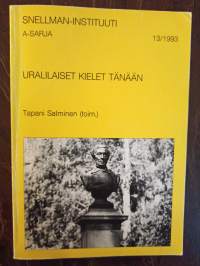 SNELLMAN-INSTITUUTI
A-SARJA 13/1993
URALILAISET KIELET TÄNÄÄN
Tapani Salminen (toim.)